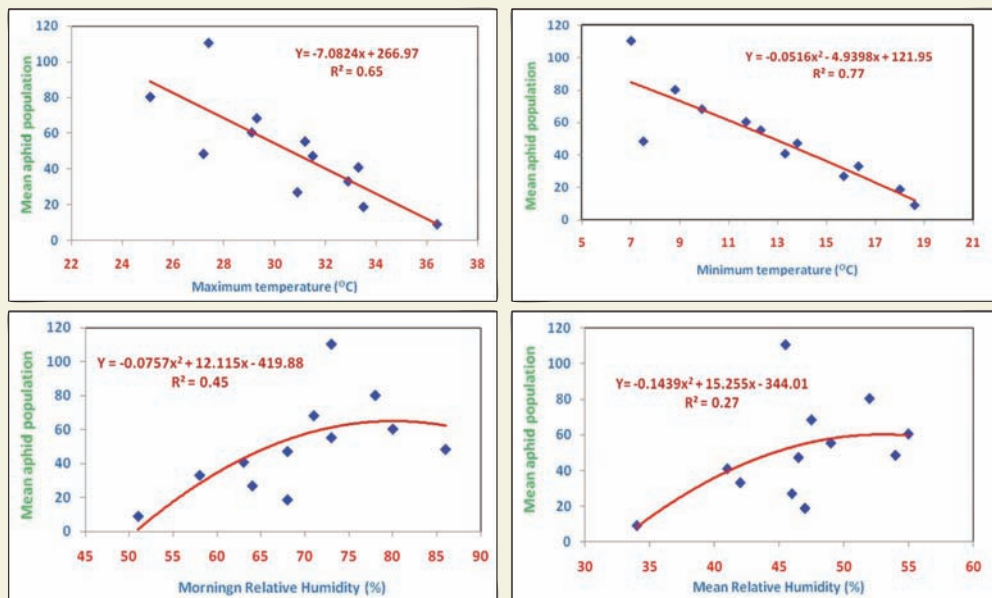 120
100
80
60
40
20
0
Mean aphid population
Y= -7.0824x + 266.97
R² = 0.65
22 24 26 28 30 32 34 36 38
Maximum temperature (⁰C)
120
100
80
60
40
20
0
Mean aphid population
Y = -0.0516x² - 4.9398x + 121.95
R² = 0.77
5 7 9 11 13 15 17 19 21
Minimum temperature (⁰C)
120
100
80
60
40
20
0
Mean aphid population
Y = -0.0757x² + 12.115x - 419.88
R² = 0.45
45 50 55 60 65 70 75 80 85 90
Morningn Relative Humidity (%)
120
100
80
60
40
20
0
Mean aphid population
Y = -0.1439x² + 15.255x - 344.01
R² = 0.27
30 35 40 45 50 55 60
Mean Relative Humidity (%)